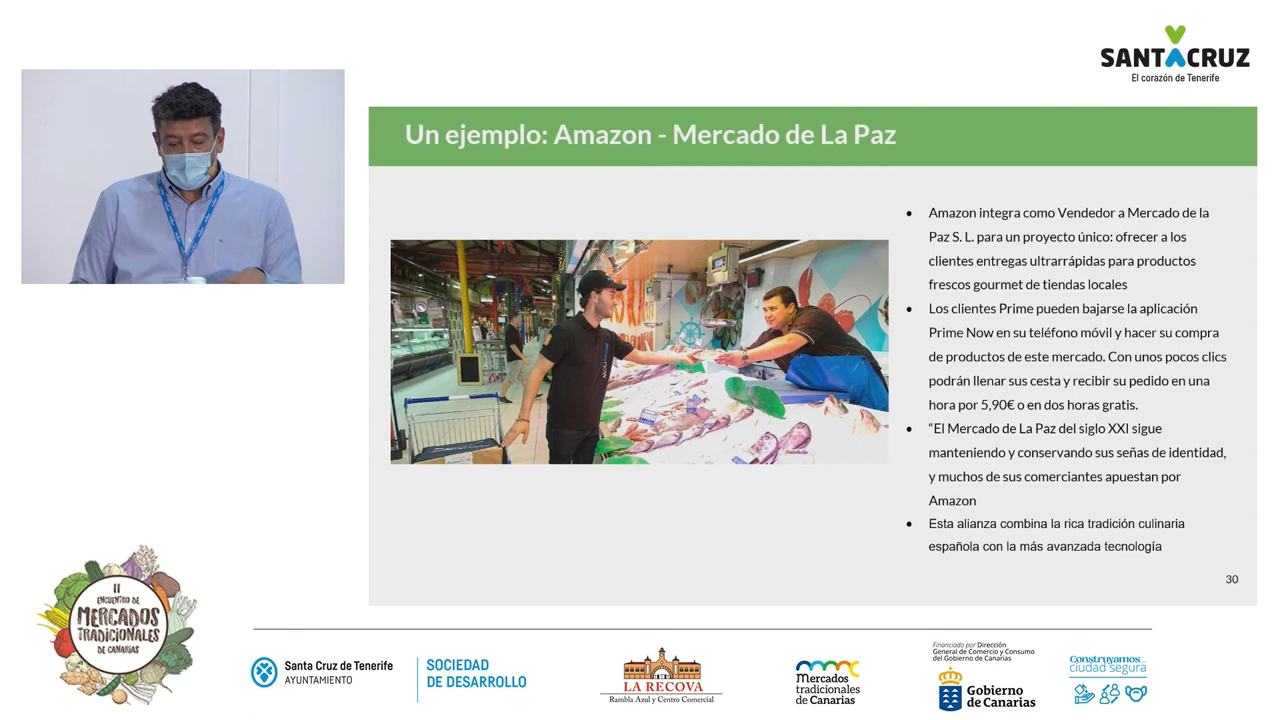 SANTACRUZ
El corazón de Tenerife
Un ejemplo: Amazon - Mercado de La Paz
• Amazon integra como Vendedor a Mercado de la
Paz S. L. para un proyecto único: ofrecer a los
clientes entregas ultrarrápidas para productos
frescos gourmet de tiendas locales
• Los clientes Prime pueden bajarse la aplicación
Prime Now en su teléfono móvil y hacer su compra
de productos de este mercado. Con unos pocos clics
podrán llenar sus cesta y recibir su pedido en una
hora por 5,90€ o en dos horas gratis.
• “El Mercado de La Paz del siglo XXI sigue
manteniendo y conservando sus señas de identidad,
y muchos de sus comerciantes apuestan por
Amazon
• Esta alianza combina la rica tradición culinaria
española con la más avanzada tecnología
30
II
ENCUENTRO DE
MERCADOS
TRADICIONALES
DE CANARIAS
Santa Cruz de Tenerife
AYUNTAMIENTO
SOCIEDAD
DE DESARROLLO
LA RECOVA
Rambla Azul y Centro Comercial
mercados
tradicionales
de Canarias
Financiado por Dirección
General de Comercio y Consumo
del Gobierno de Canarias
Gobierno
de Canarias
Construyamos...
ciudad segura